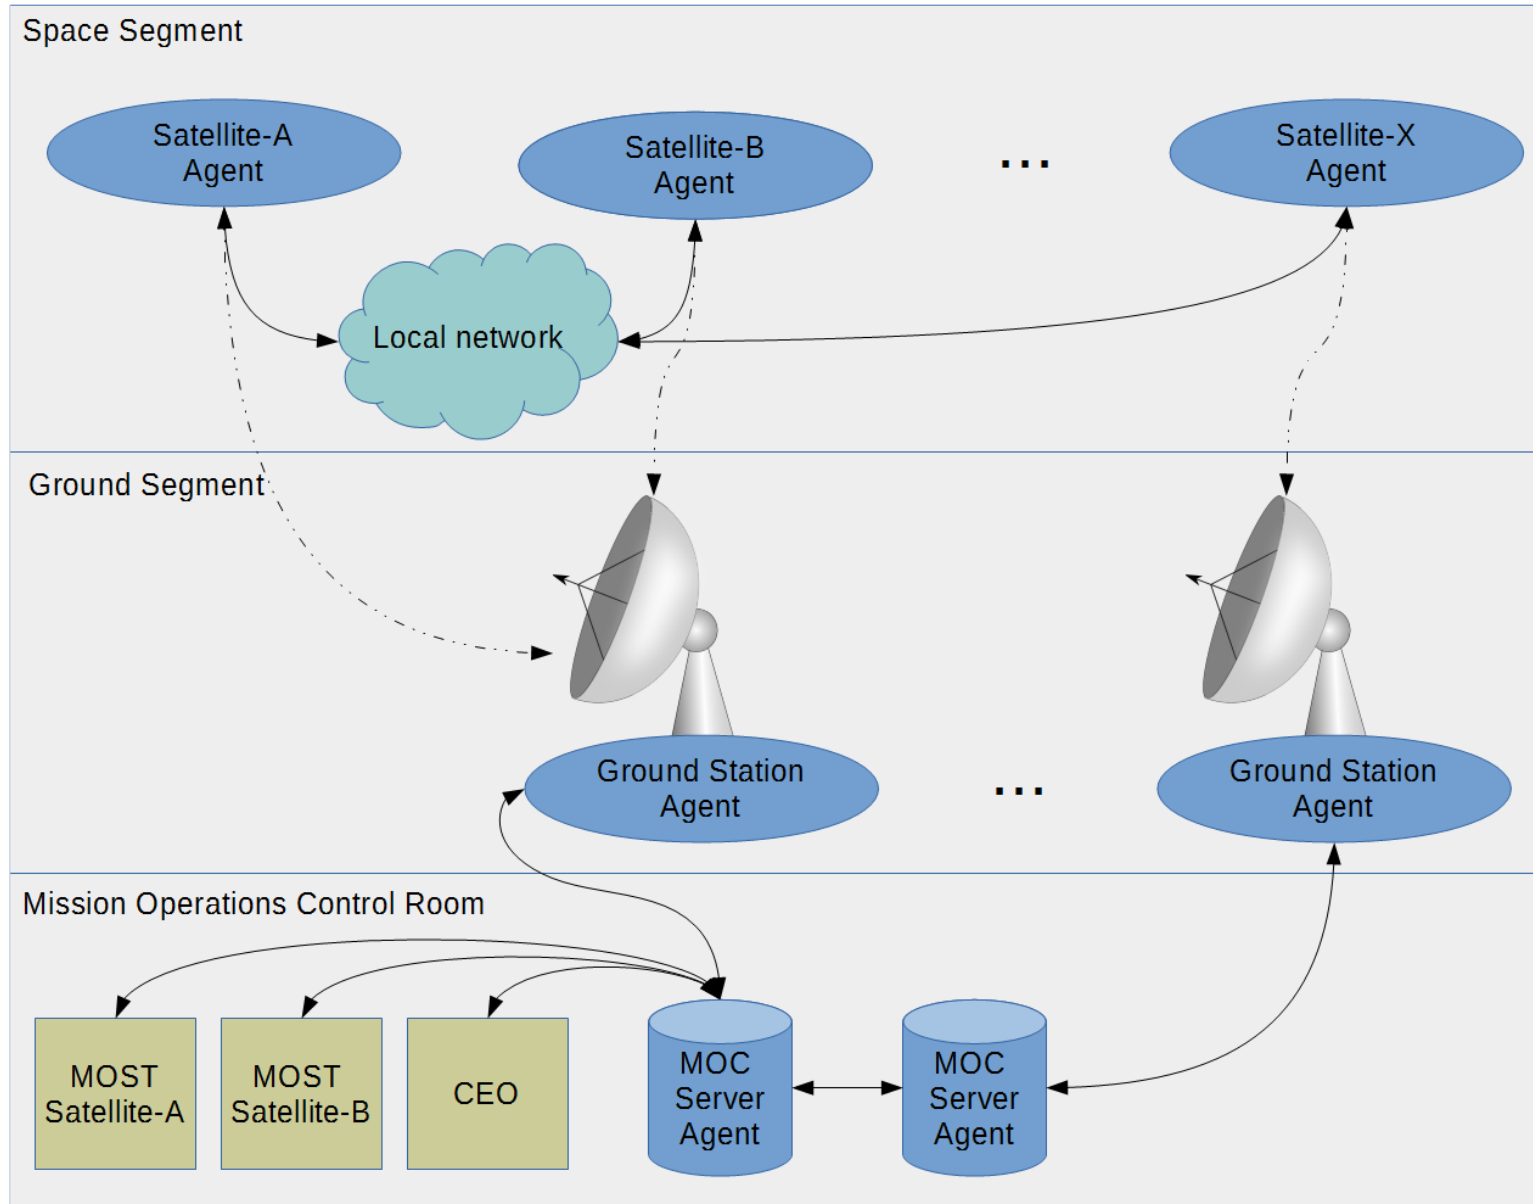 Space Segment
Satellite-A
Agent
Satellite-B
Agent
...
Satellite-X
Agent
Local network
Ground Segment
Ground Station
Agent
...
Ground Station
Agent
Mission Operations Control Room
MOST
Satellite-A
MOST
Satellite-B
CEO
MOC
Server
Agent
MOC
Server
Agent